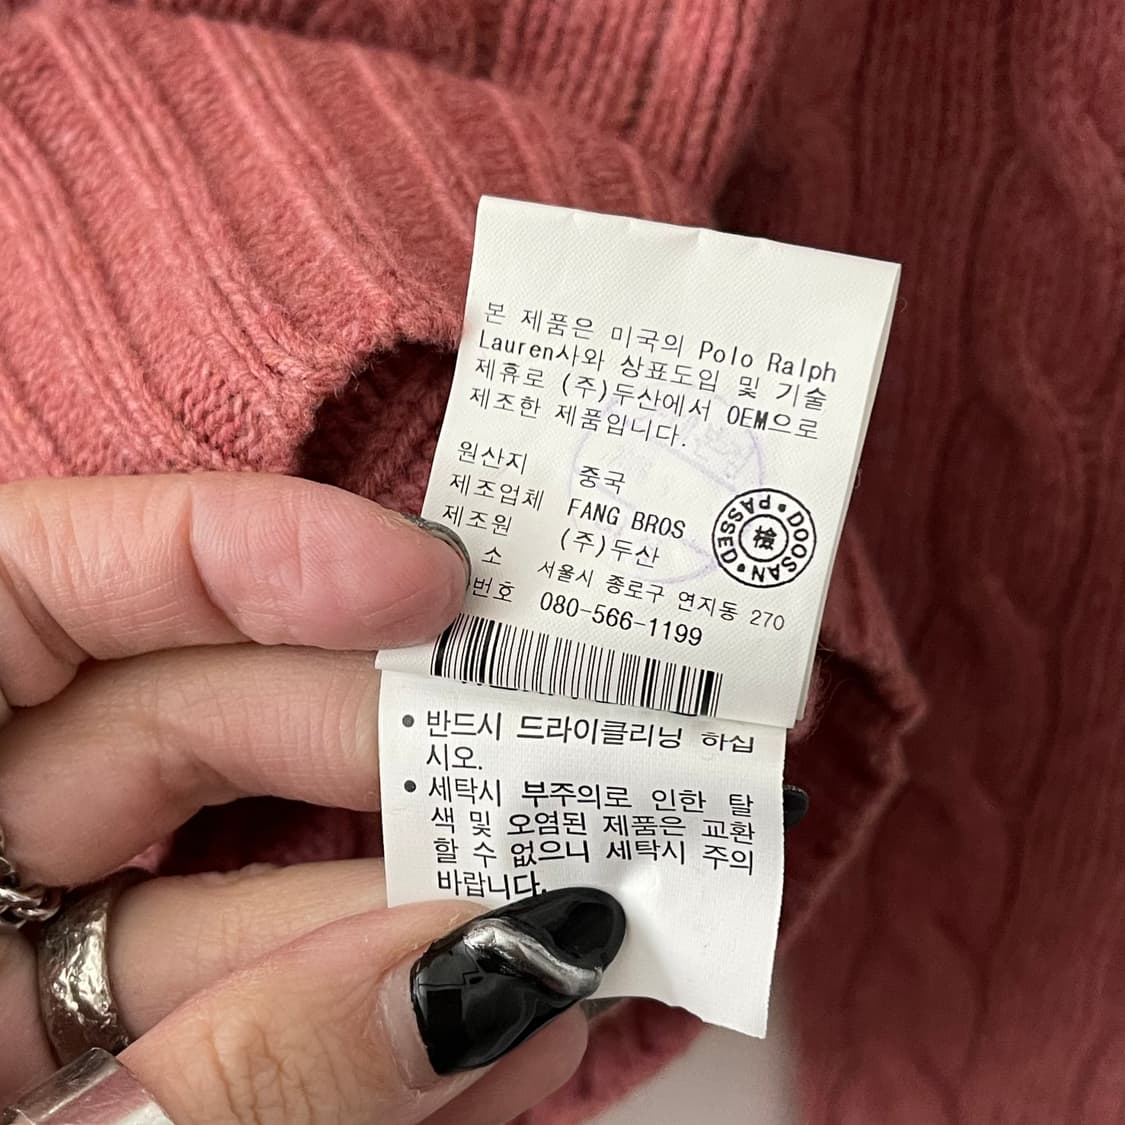 본 제품은 미국의 Polo Ralph
Lauren사와 상표도입 및 기술
제휴로 (주)두산에서 OEM으로
제조한 제품입니다.
원산지 중국
제조업체 FANG BROS
제조원 (주)두산
소 서울시 종로구 연지동 270
번호 080-566-1199
DOOSAN • PASSED •
檢
• 반드시 드라이클리닝 하십
시오.
• 세탁시 부주의로 인한 탈
색 및 오염된 제품은 교환
할 수 없으니 세탁시 주의
바랍니다.